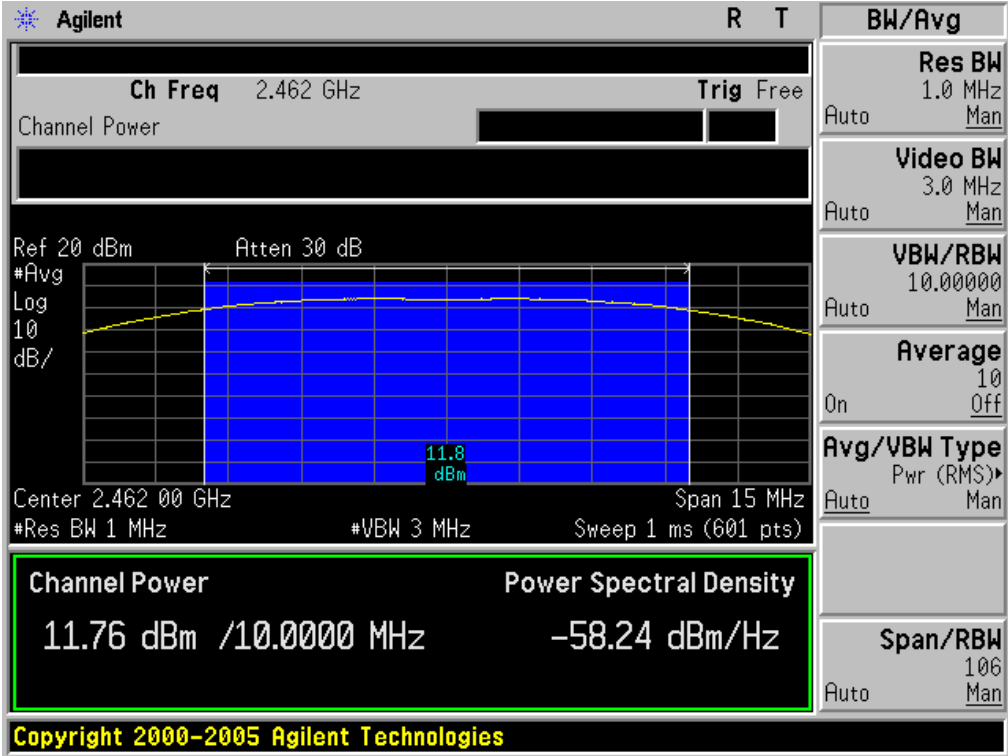 Agilent R T
Ch Freq 2.462 GHz Trig Free
Channel Power
Ref 20 dBm Atten 30 dB
#Avg
Log
10
dB/
11.8
dBm
Center 2.462 00 GHz Span 15 MHz
#Res BW 1 MHz #VBW 3 MHz Sweep 1 ms (601 pts)
Channel Power Power Spectral Density
11.76 dBm /10.0000 MHz -58.24 dBm/Hz
Copyright 2000-2005 Agilent Technologies
BW/Avg
Res BW
1.0 MHz
Auto Man
Video BW
3.0 MHz
Auto Man
VBW/RBW
10.00000
Auto Man
Average
10
On Off
Avg/VBW Type
Pwr (RMS)▸
Auto Man
Span/RBW
106
Auto Man